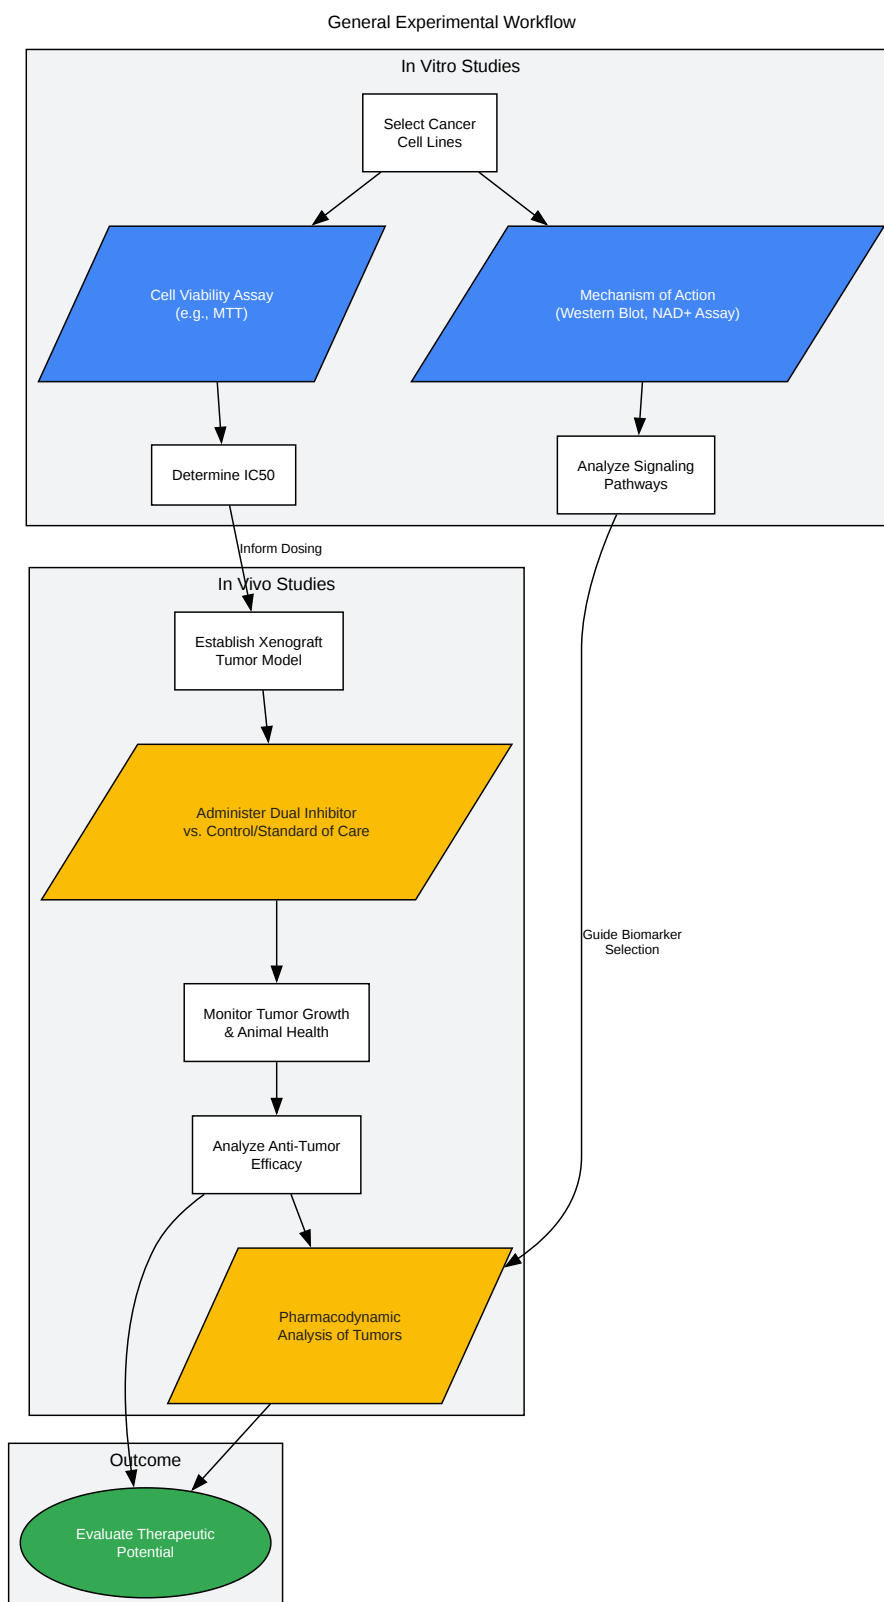 General Experimental Workflow
In Vitro Studies
Select Cancer
Cell Lines
Cell Viability Assay
(e.g., MTT)
Mechanism of Action
(Western Blot, NAD+ Assay)
Determine IC50
Analyze Signaling
Pathways
Inform Dosing
In Vivo Studies
Establish Xenograft
Tumor Model
Administer Dual Inhibitor
vs. Control/Standard of Care
Guide Biomarker
Selection
Monitor Tumor Growth
& Animal Health
Analyze Anti-Tumor
Efficacy
Pharmacodynamic
Analysis of Tumors
Outcome
Evaluate Therapeutic
Potential